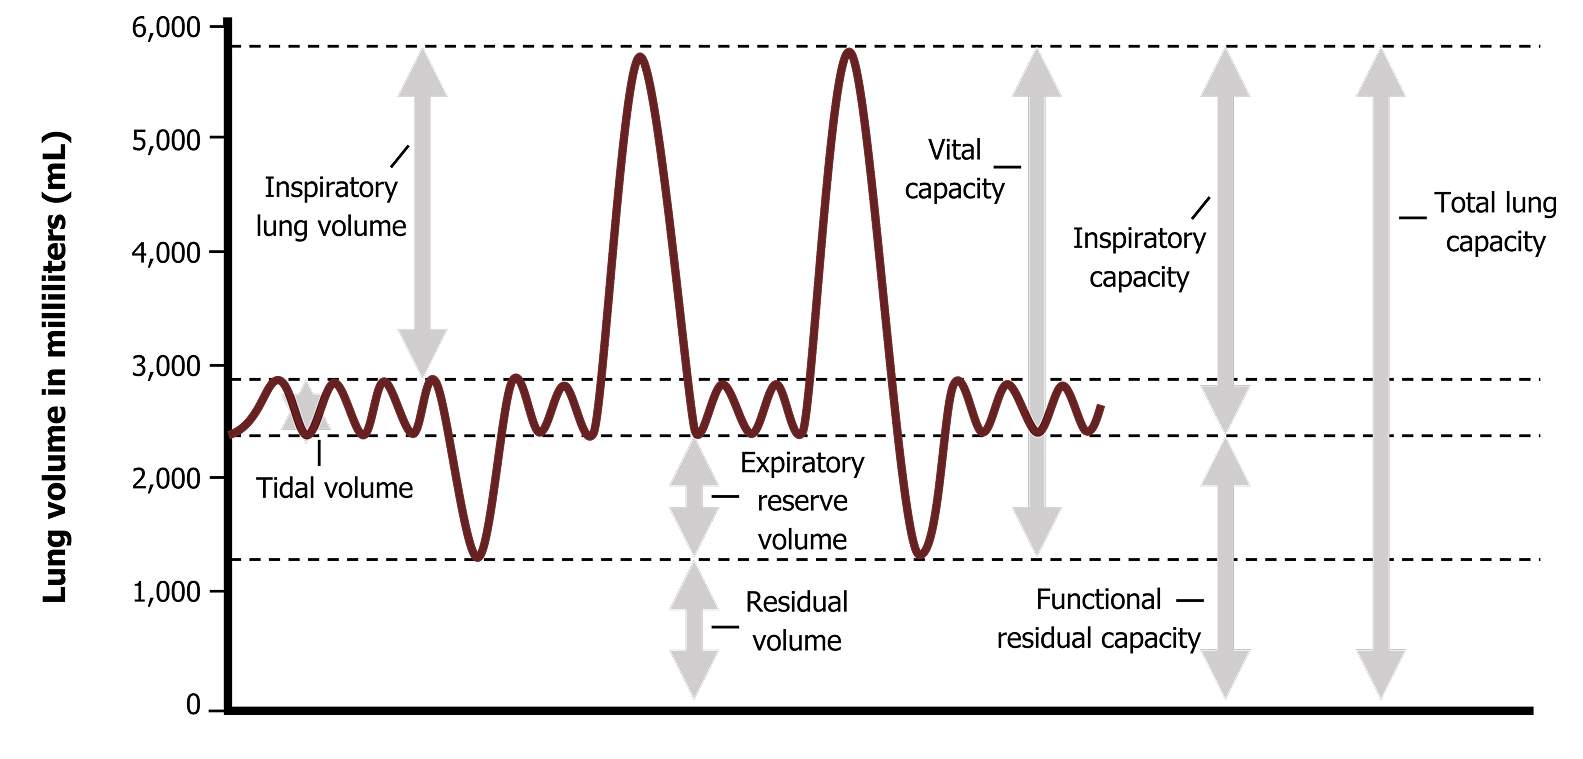 Lung volume in milliliters (mL)
6,000
5,000
4,000
3,000
2,000
1,000
0
Inspiratory
lung volume
Tidal volume
Expiratory
reserve
volume
Residual
volume
Vital
capacity
Inspiratory
capacity
Functional
residual capacity
Total lung
capacity